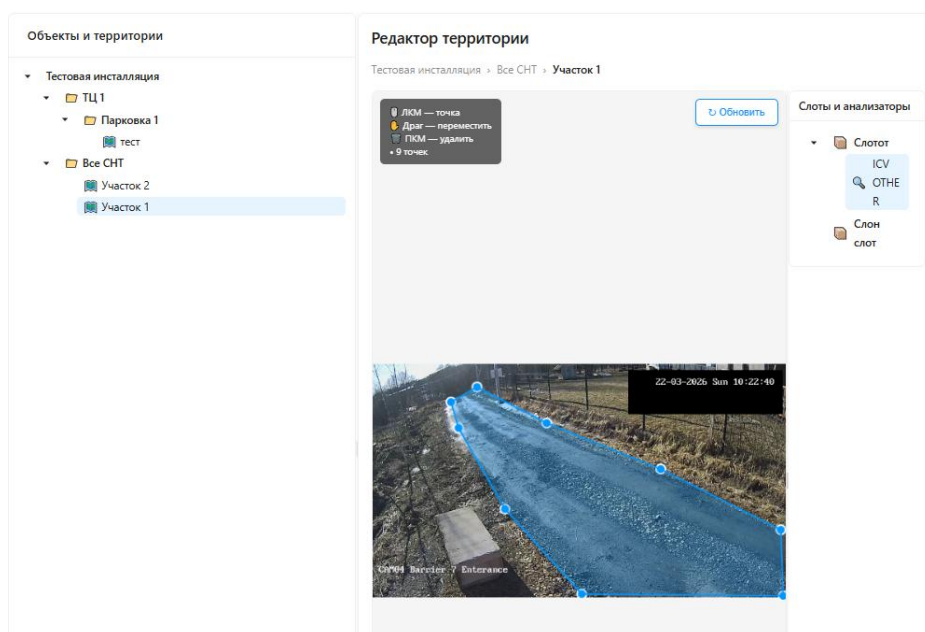 Объекты и территории
Тестовая инсталляция
ТЦ 1
Парковка 1
тест
Все СНТ
Участок 2
Участок 1
Редактор территории
Тестовая инсталляция › Все СНТ › Участок 1
ЛКМ — точка
Драг — переместить
ПКМ — удалить
• 9 точек
↻ Обновить
22-03-2026 Sun 10:22:40
CAM04 Barrier 7 Enterance
Слоты и анализаторы
Слотот
ICV
OTHE
R
Слон
слот